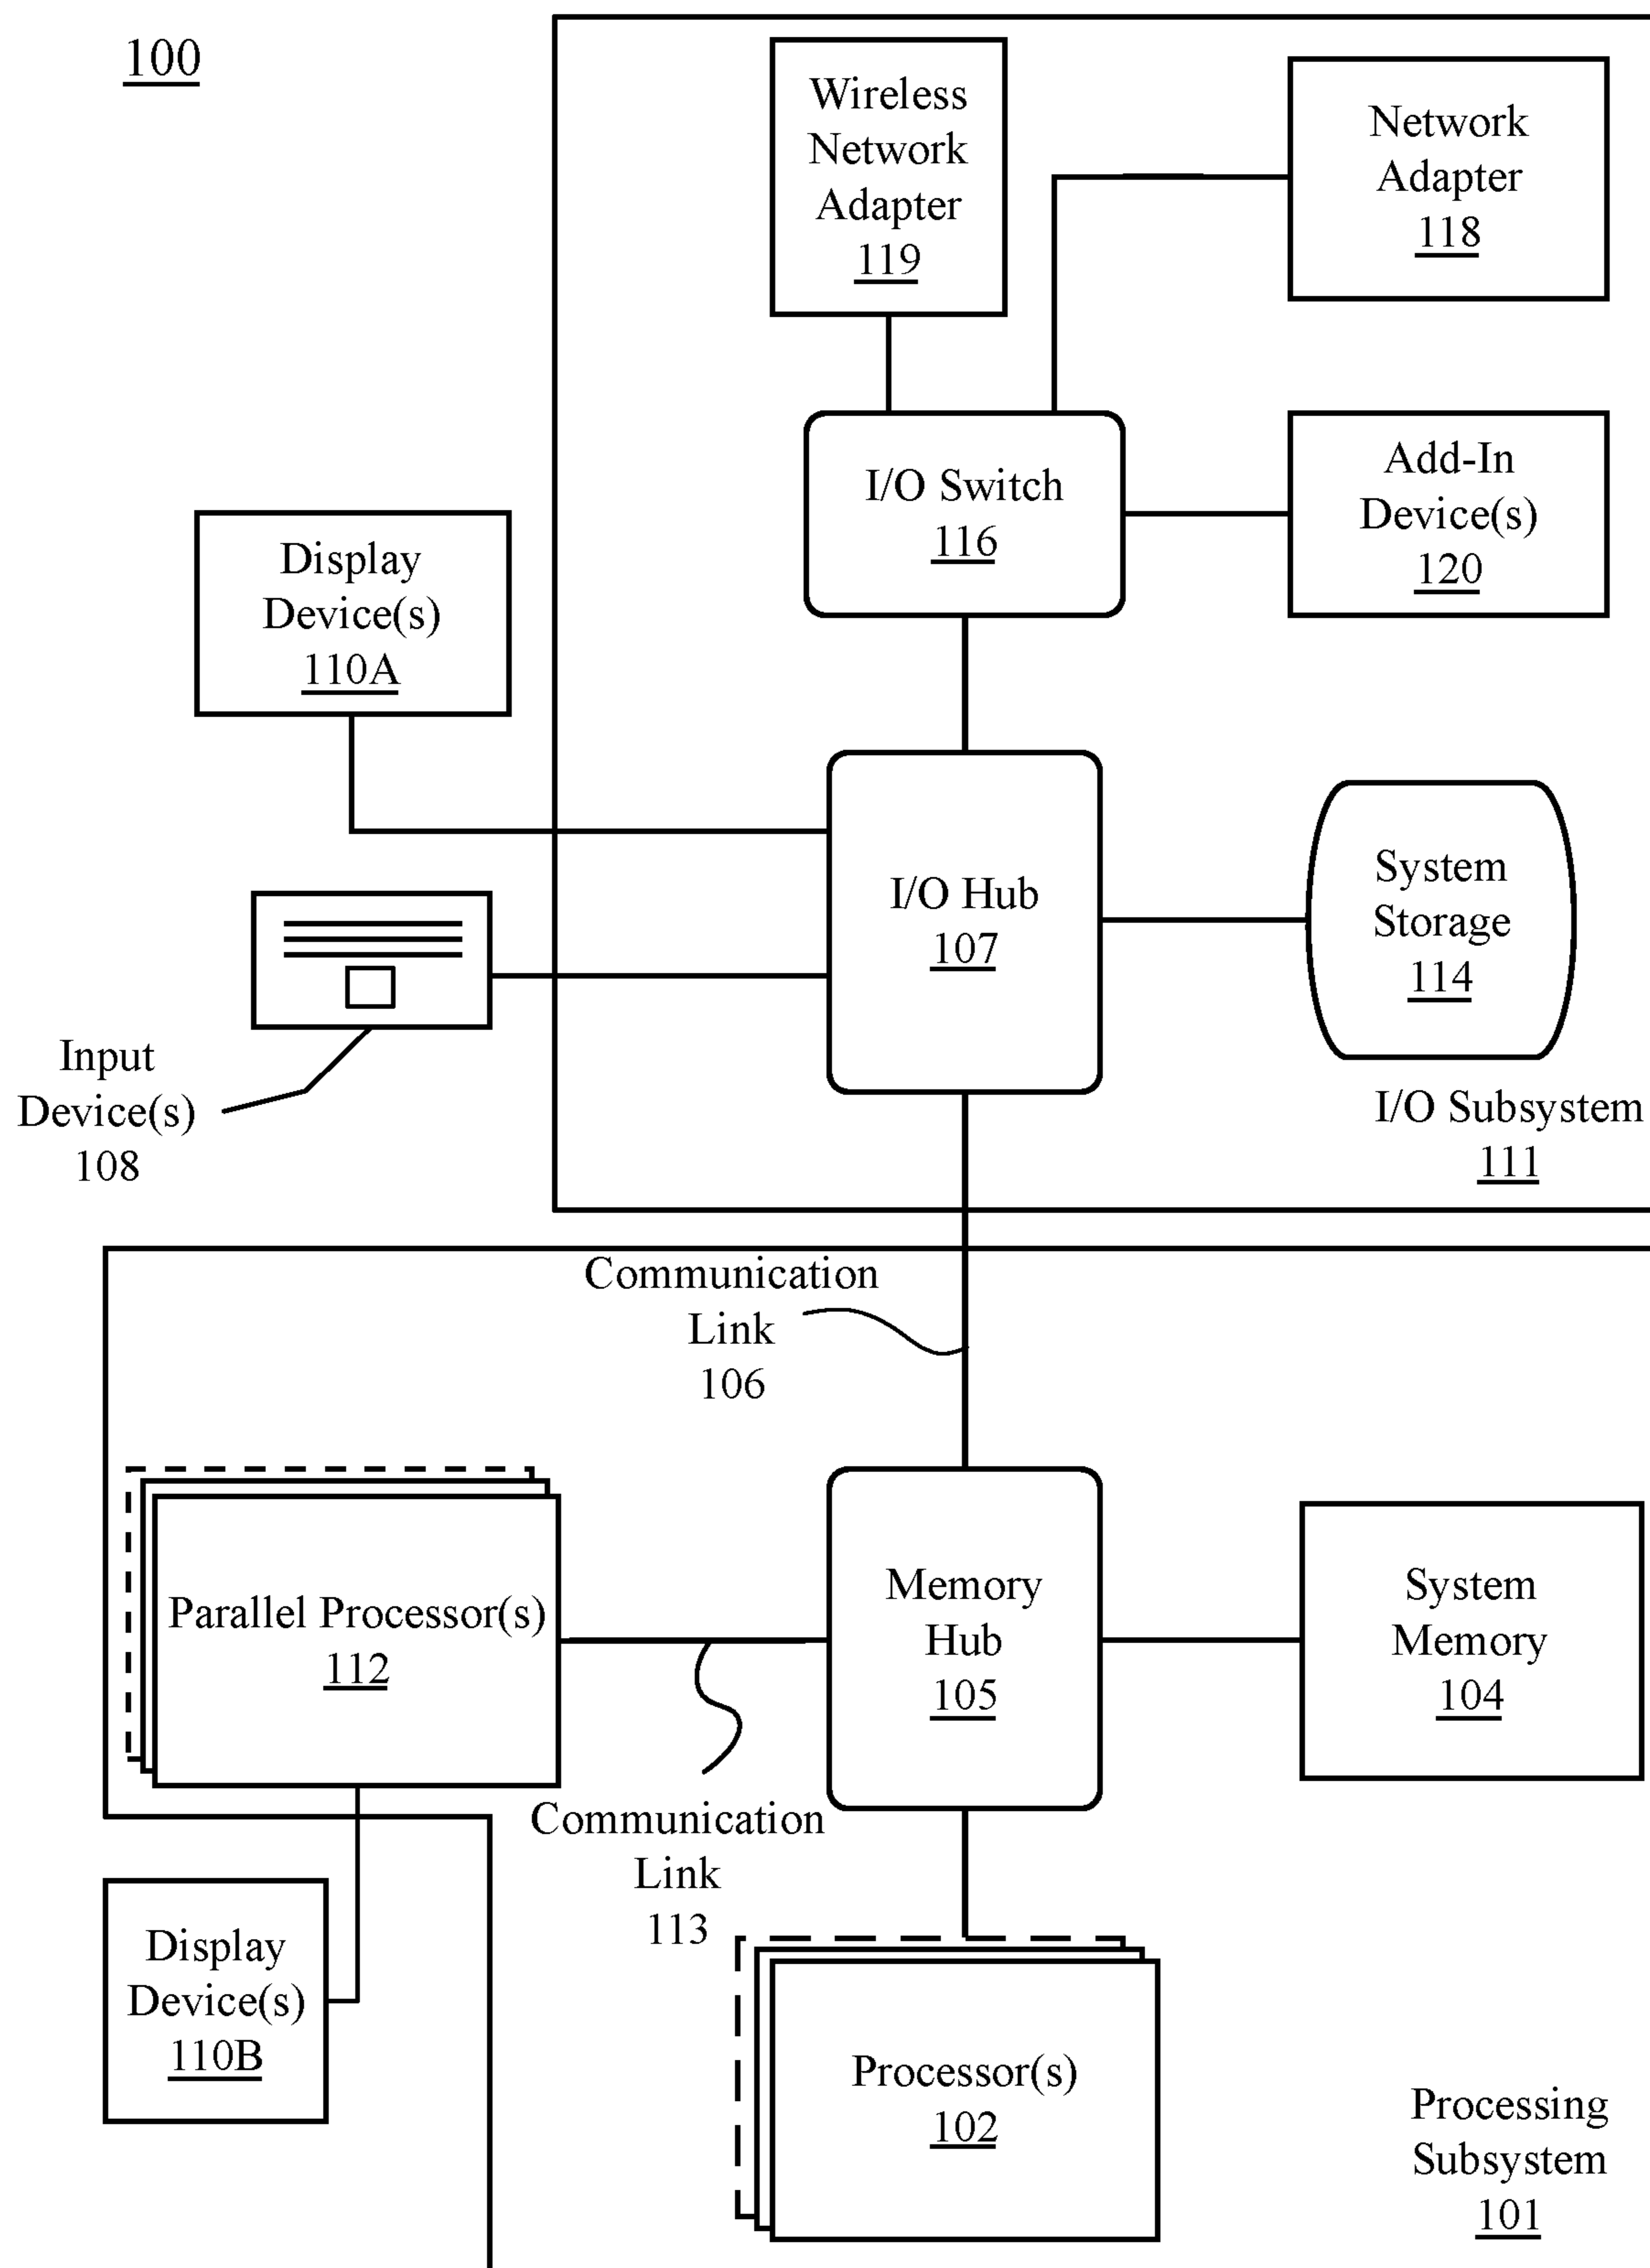 100
Wireless
Network
Adapter
119
Network
Adapter
118
I/O Switch
116
Add-In
Device(s)
120
Display
Device(s)
110A
I/O Hub
107
System
Storage
114
Input
Device(s)
108
I/O Subsystem
111
Communication
Link
106
Parallel Processor(s)
112
Memory
Hub
105
System
Memory
104
Communication
Link
113
Display
Device(s)
110B
Processor(s)
102
Processing
Subsystem
101